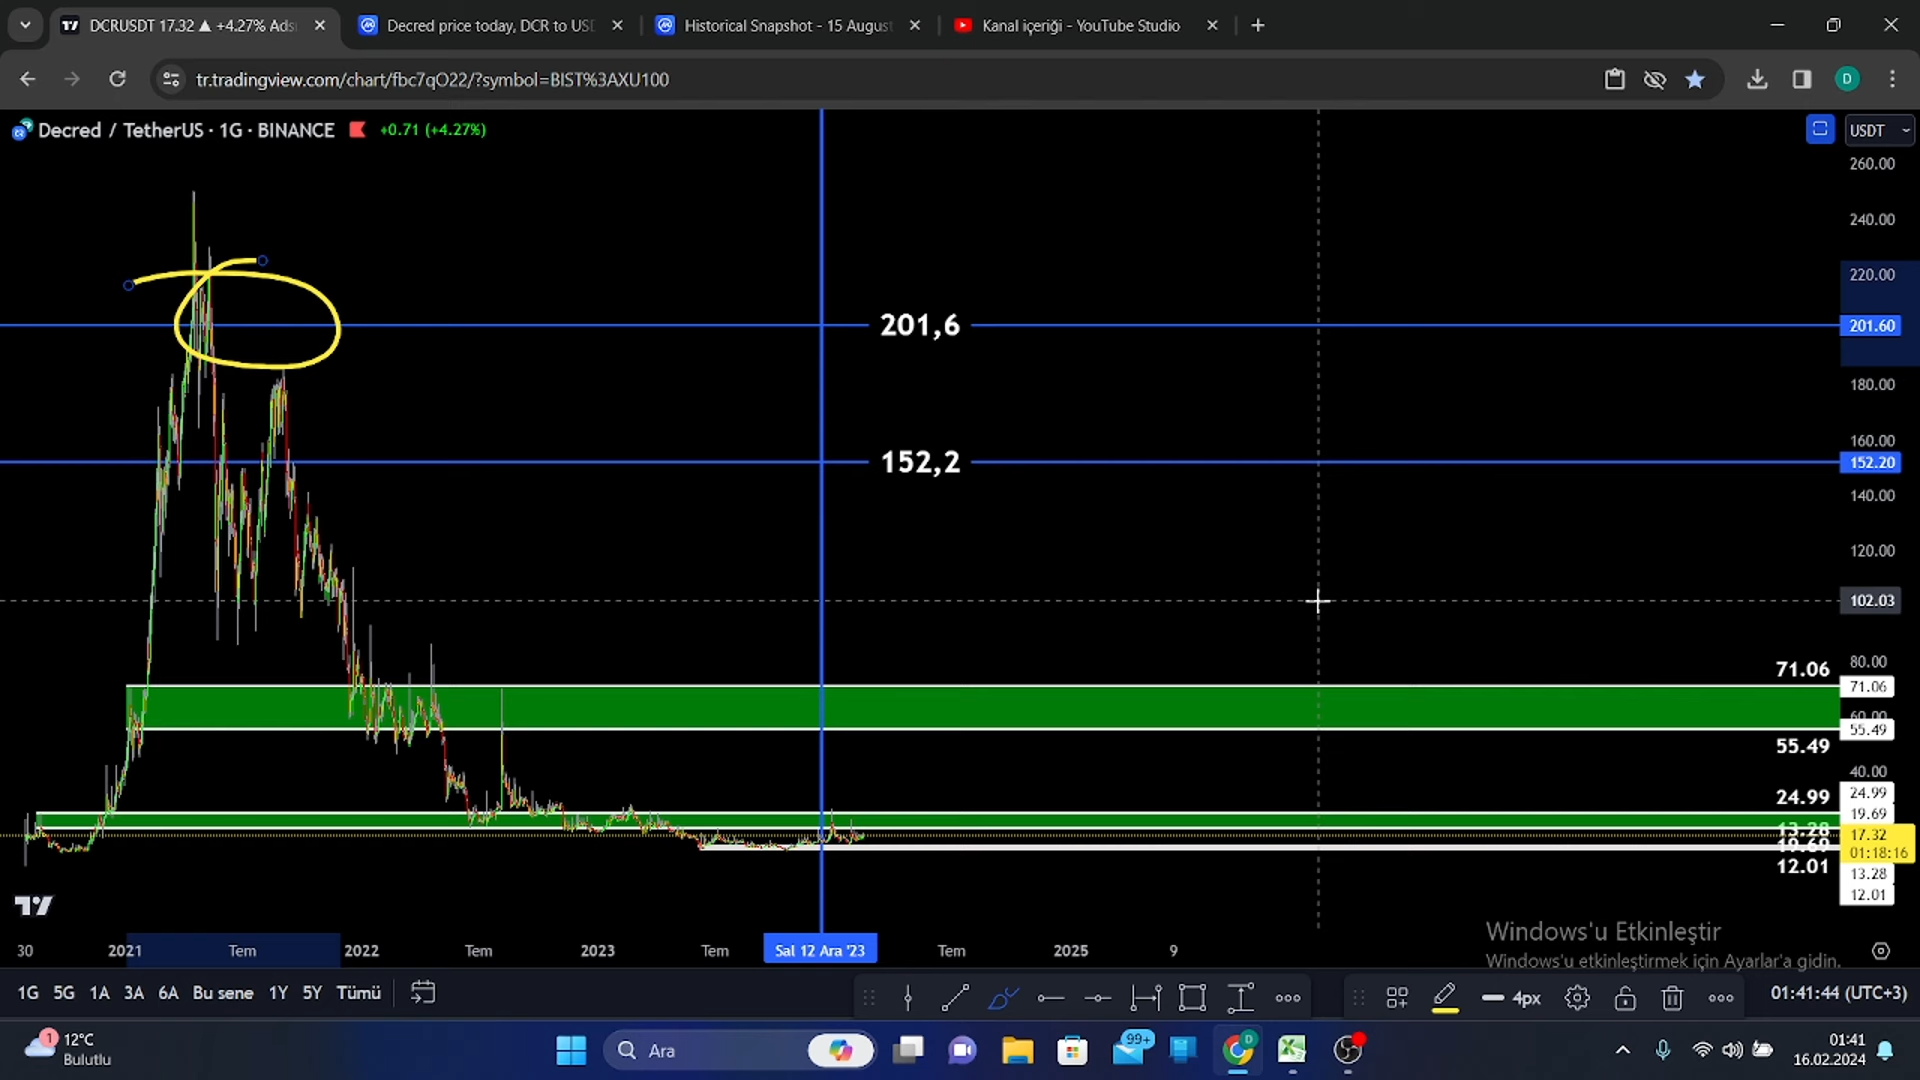 DCRUSDT 17.32 ▲ +4.27% Ads
Decred price today, DCR to USD
Historical Snapshot - 15 August
Kanal içeriği - YouTube Studio
tr.tradingview.com/chart/fbc7qO22/?symbol=BIST%3AXU100
D
Decred / TetherUS · 1G · BINANCE
+0.71 (+4.27%)
USDT
260.00
240.00
220.00
201,6
201.60
180.00
160.00
152,2
152.20
140.00
120.00
102.03
71.06
80.00
71.06
60.00
55.49
55.49
40.00
24.99
24.99
19.69
13.28
17.32
19.69
01:18:16
12.01
13.28
12.01
Windows'u Etkinleştir
Windows'u etkinleştirmek için Ayarlar'a gidin.
30
2021
Tem
2022
Tem
2023
Tem
Sal 12 Ara '23
Tem
2025
9
1G 5G 1A 3A 6A Bu sene 1Y 5Y Tümü
4px
01:41:44 (UTC+3)
1
12°C
Bulutlu
Ara
99+
D
01:41
16.02.2024